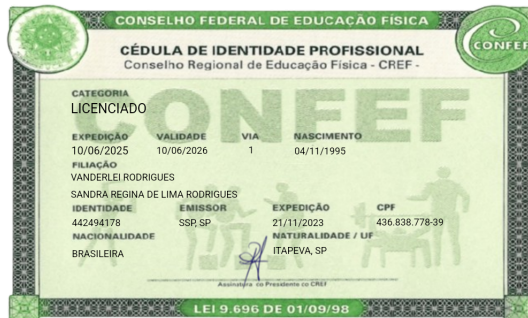 CONSELHO FEDERAL DE EDUCAÇÃO FÍSICA
CONFEF
CÉDULA DE IDENTIDADE PROFISSIONAL
Conselho Regional de Educação Física - CREF -
CONFEF
CATEGORIA
LICENCIADO
EXPEDIÇÃO VALIDADE VIA NASCIMENTO
10/06/2025 10/06/2026 1 04/11/1995
FILIAÇÃO
VANDERLEI RODRIGUES
SANDRA REGINA DE LIMA RODRIGUES
IDENTIDADE EMISSOR EXPEDIÇÃO CPF
442494178 SSP, SP 21/11/2023 436.838.778-39
NACIONALIDADE NATURALIDADE / UF
BRASILEIRA ITAPEVA, SP
Assinatura do Presidente do CREF
LEI 9.696 DE 01/09/98